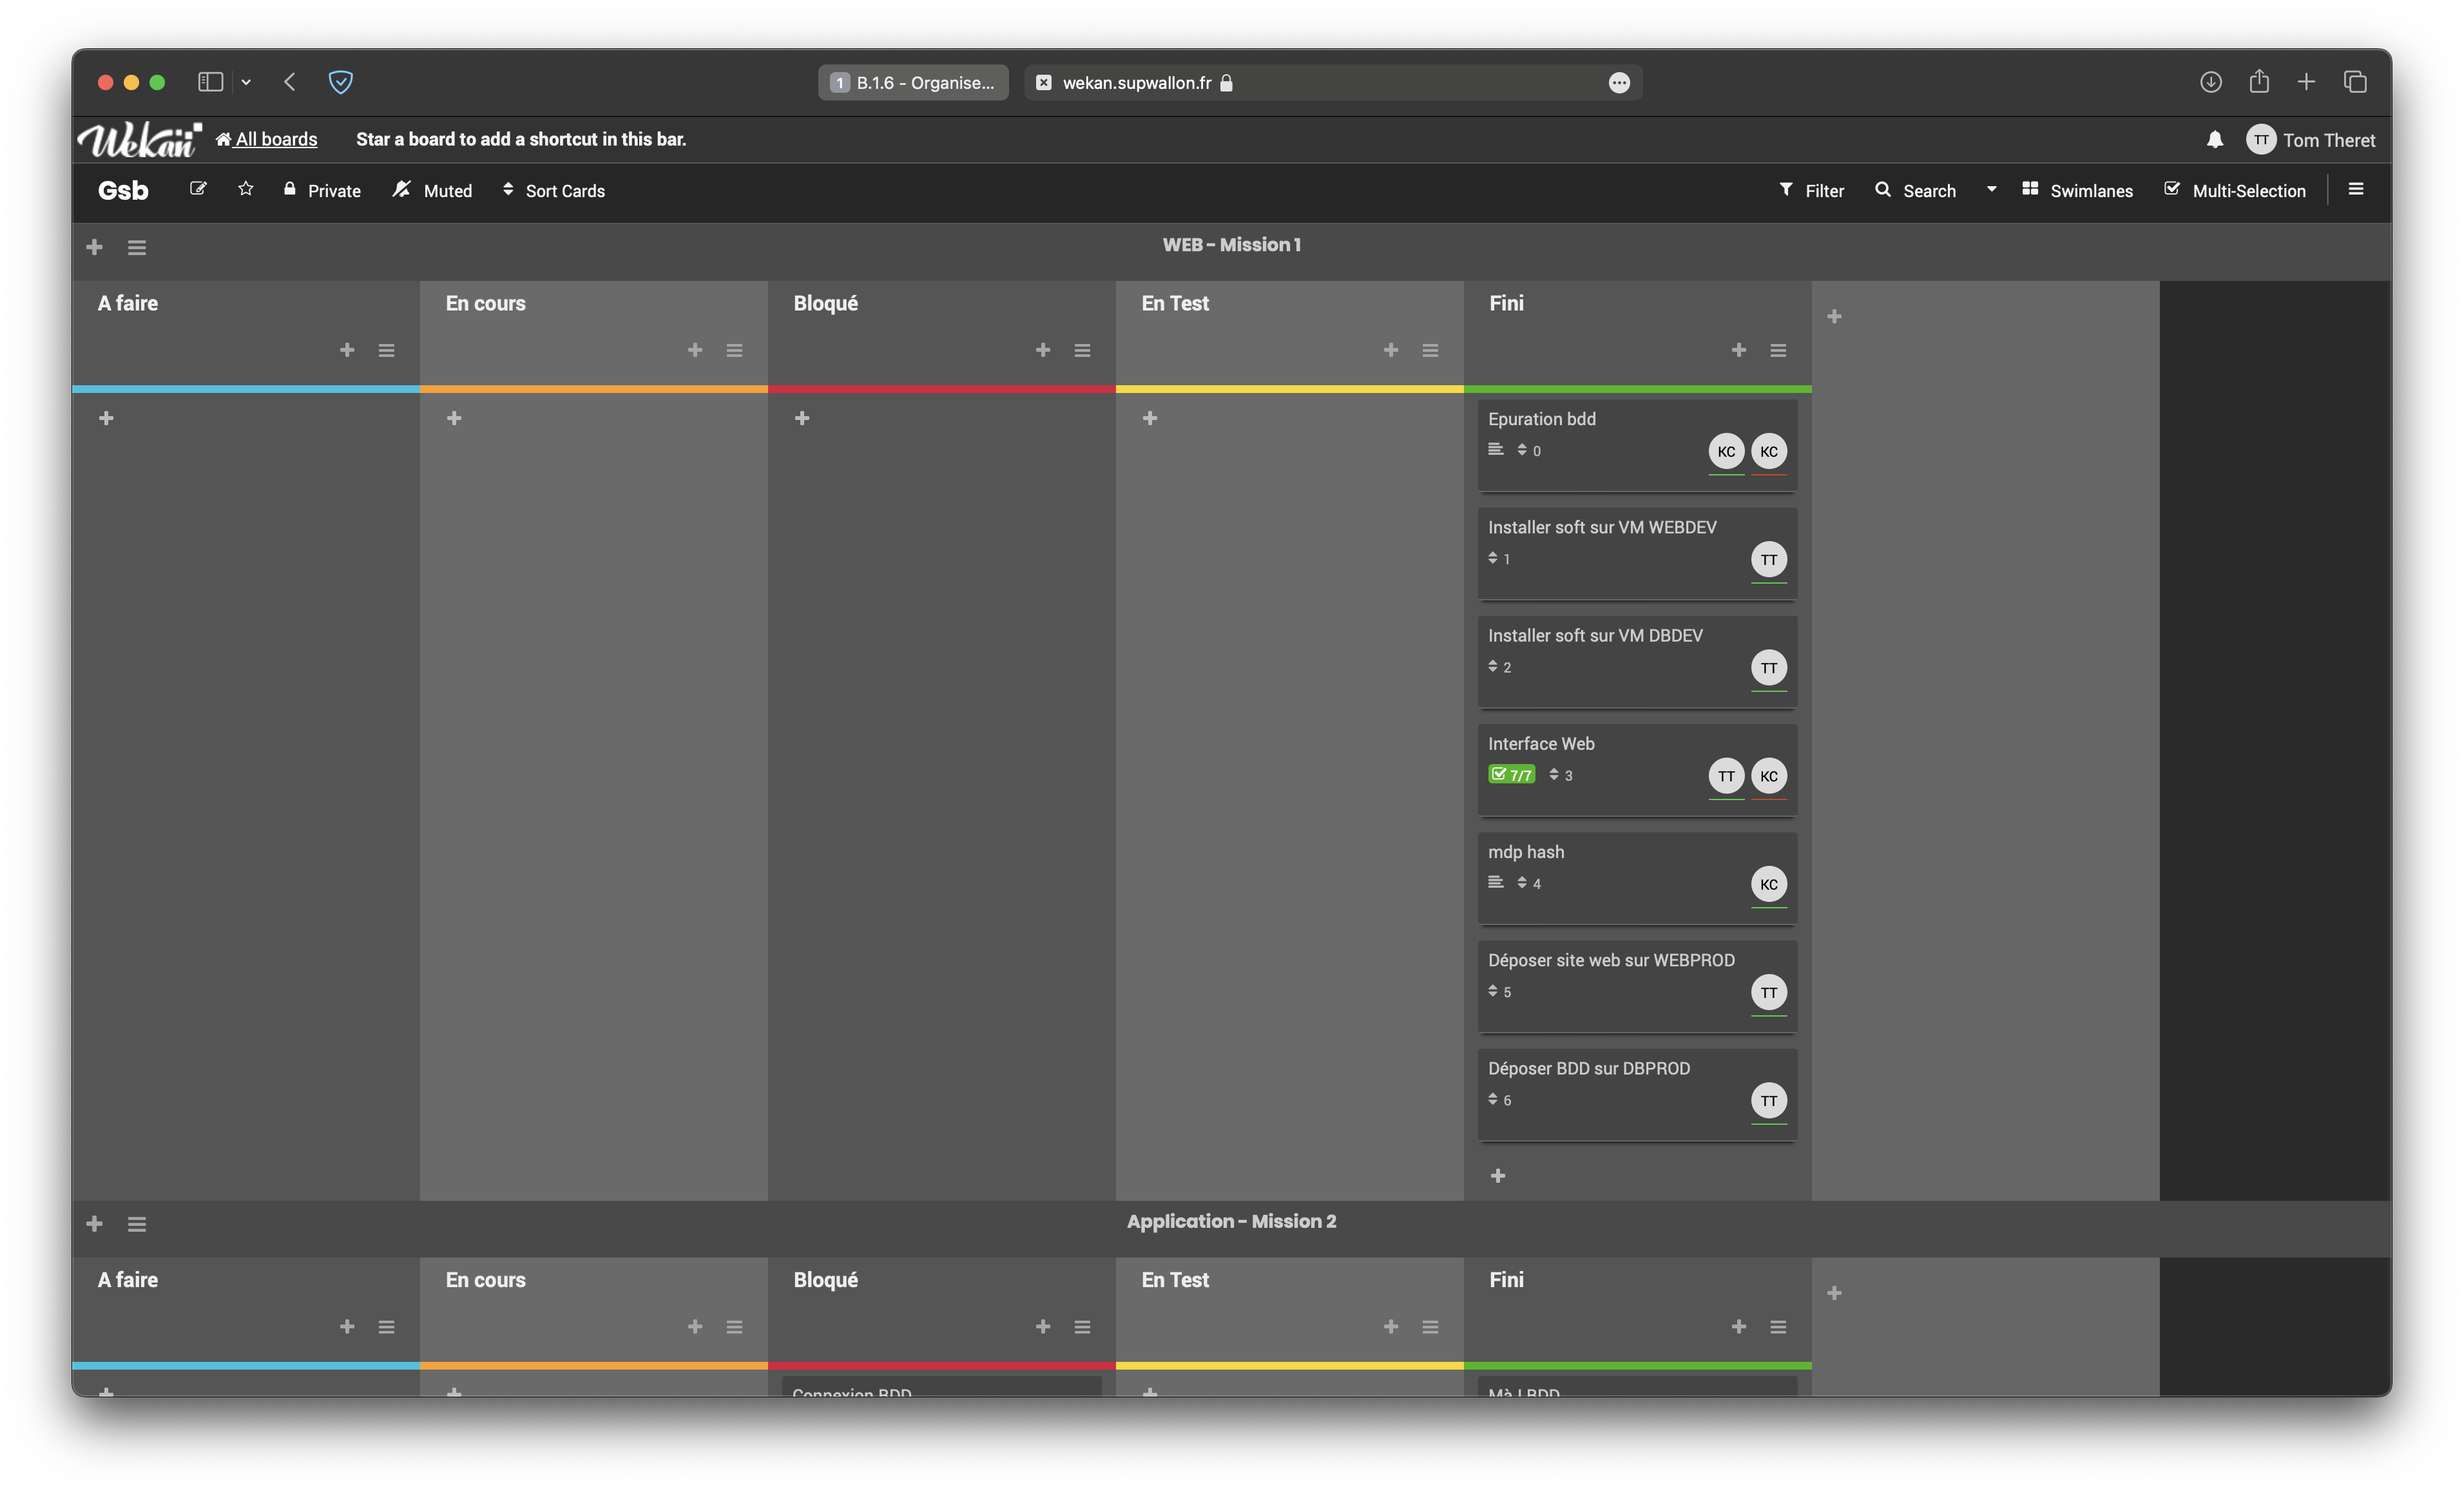 1 B.1.6 - Organise...
wekan.supwallon.fr
Wekan All boards Star a board to add a shortcut in this bar. TT Tom Theret
Gsb Private Muted Sort Cards Filter Search Swimlanes Multi-Selection
WEB - Mission 1
A faire En cours Bloqué En Test Fini
Epuration bdd
0 KC KC
Installer soft sur VM WEBDEV
1 TT
Installer soft sur VM DBDEV
2 TT
Interface Web
7/7 3 TT KC
mdp hash
4 KC
Déposer site web sur WEBPROD
5 TT
Déposer BDD sur DBPROD
6 TT
Application - Mission 2
A faire En cours Bloqué En Test Fini
Connexion BDD MàJ BDD